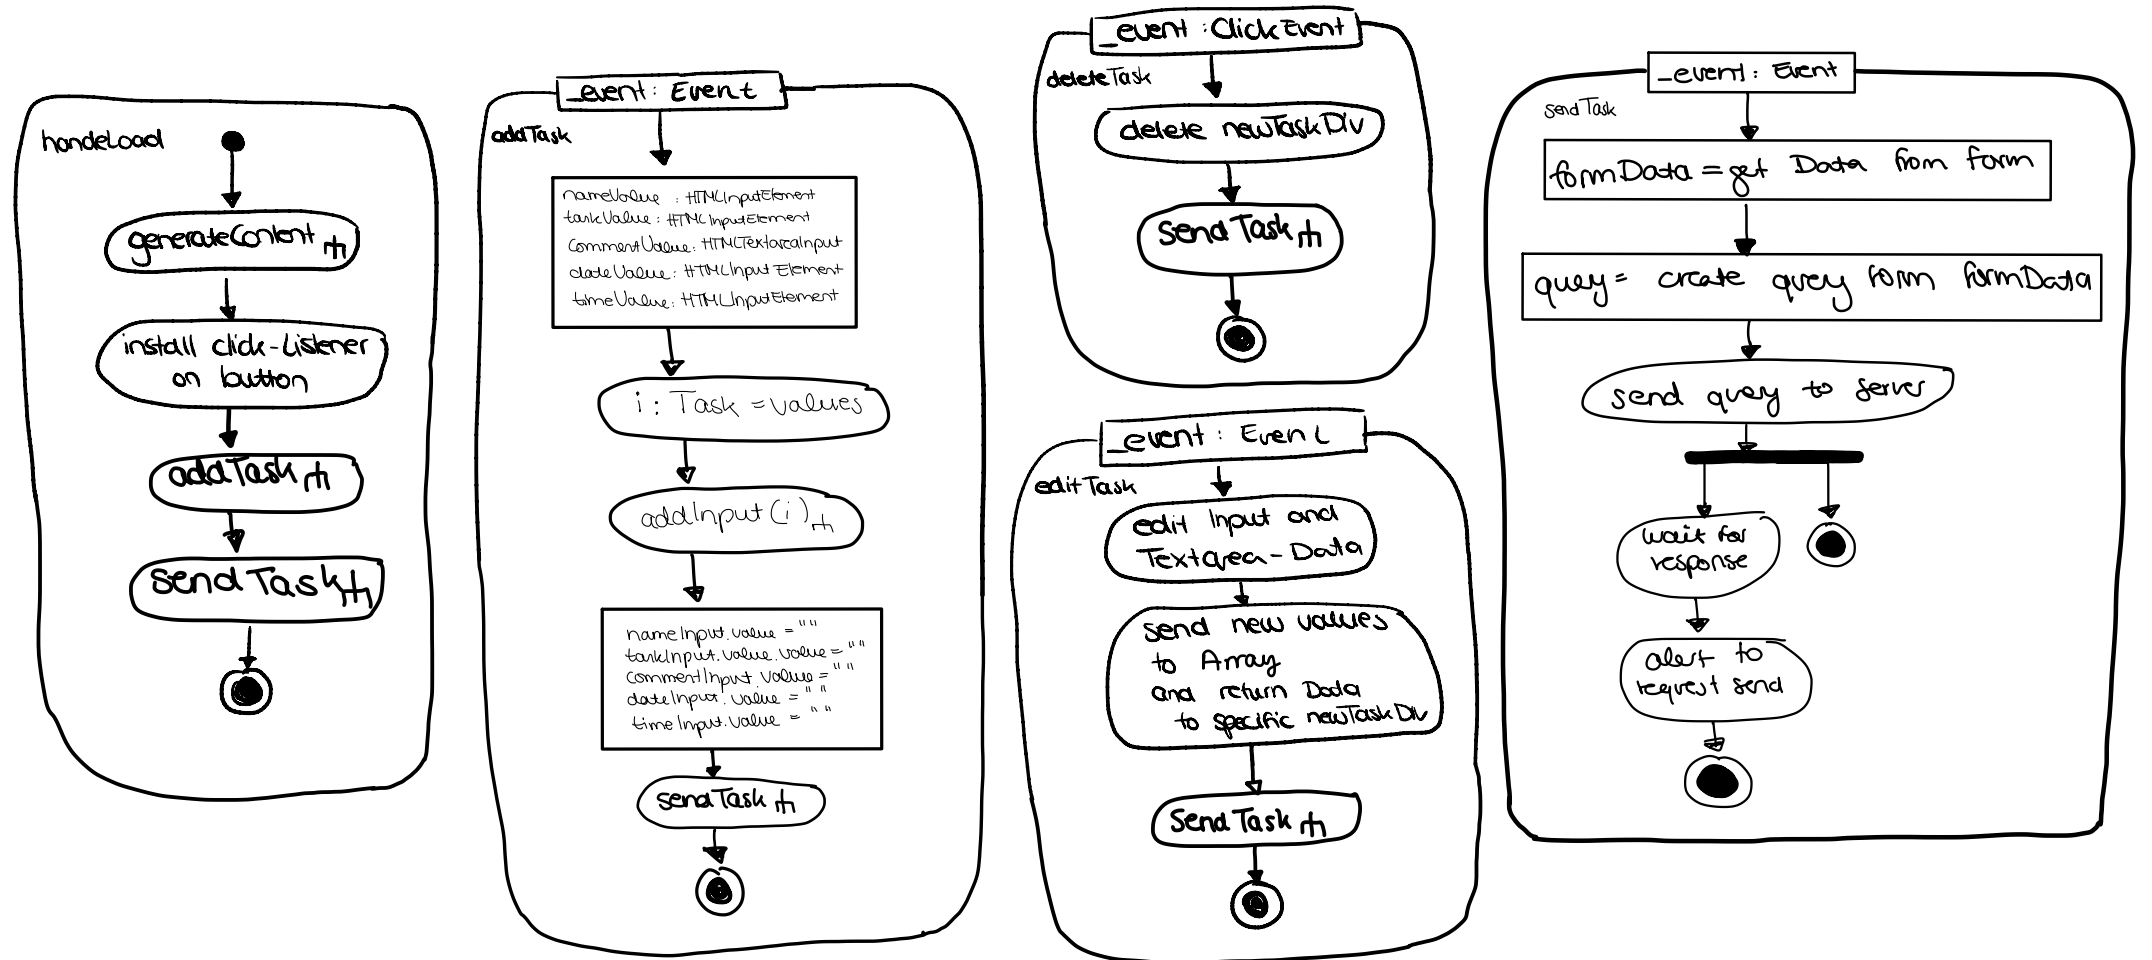 handeLoad
generateContent
install click-Listener
on button
addTask
sendTask
_event: Event
addTask
nameValue : HTMLInputElement
taskValue: HTMLInputElement
commentValue: HTMLTextareaInput
dateValue: HTMLInputElement
timeValue: HTMLInputElement
i: Task = values
addInput(i)
nameInput.value = ""
taskInput.value.value = ""
commentInput.value = ""
dateInput.value = ""
timeInput.value = ""
sendTask
_event :ClickEvent
deleteTask
delete newTaskDiv
sendTask
_event: Event
editTask
edit Input and
Textarea-Data
send new values
to Array
and return Data
to specific newTaskDiv
SendTask
_event: Event
sendTask
formData = get Data from form
query = create query form formData
send query to server
wait for
response
alert to
request send